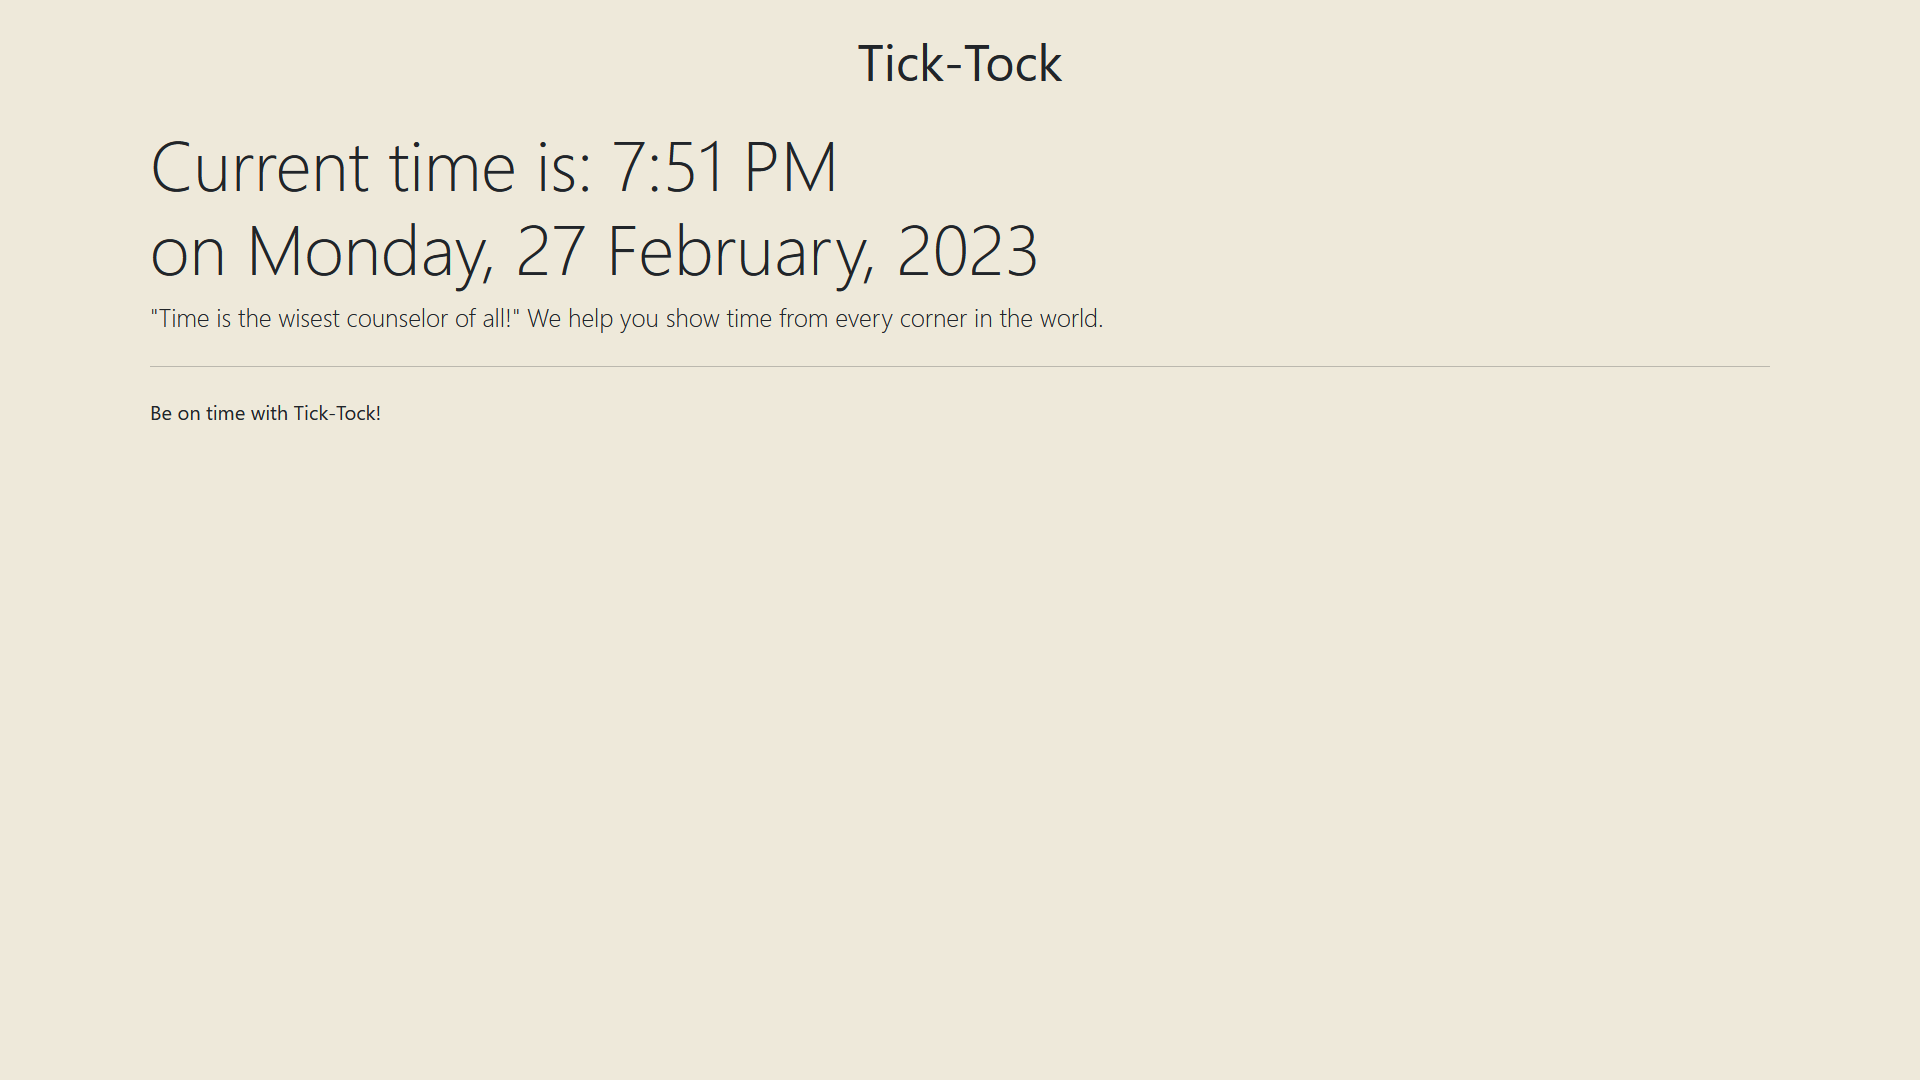 Tick-Tock
Current time is: 7:51 PM
on Monday, 27 February, 2023
"Time is the wisest counselor of all!" We help you show time from every corner in the world.
Be on time with Tick-Tock!